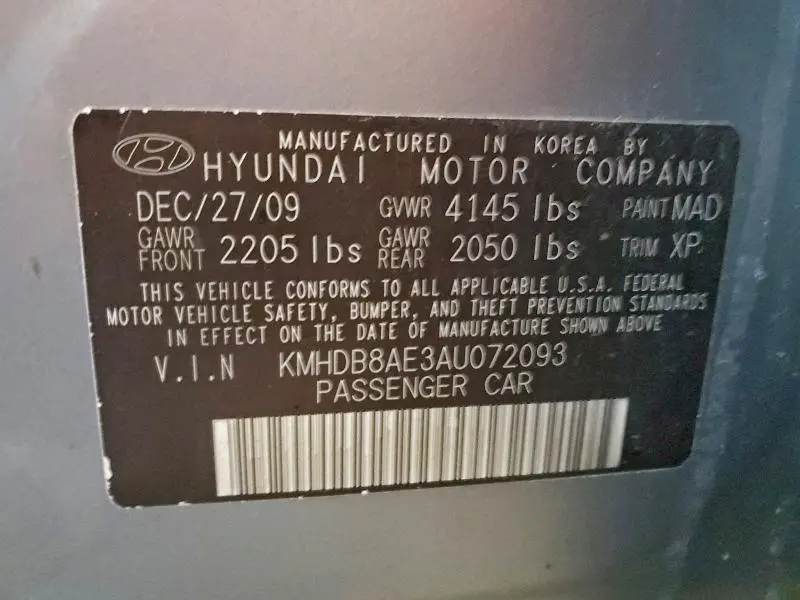 MANUFACTURED IN KOREA BY
HYUNDAI MOTOR COMPANY
DEC/27/09 GVWR 4145 lbs PAINT MAD
GAWR FRONT 2205 lbs GAWR REAR 2050 lbs TRIM XP
THIS VEHICLE CONFORMS TO ALL APPLICABLE U.S.A. FEDERAL
MOTOR VEHICLE SAFETY, BUMPER, AND THEFT PREVENTION STANDARDS
IN EFFECT ON THE DATE OF MANUFACTURE SHOWN ABOVE
V.I.N KMHDB8AE3AU072093
PASSENGER CAR